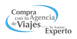 Compra
con tu Agencia
de Viajes
Tu Asesor
Experto